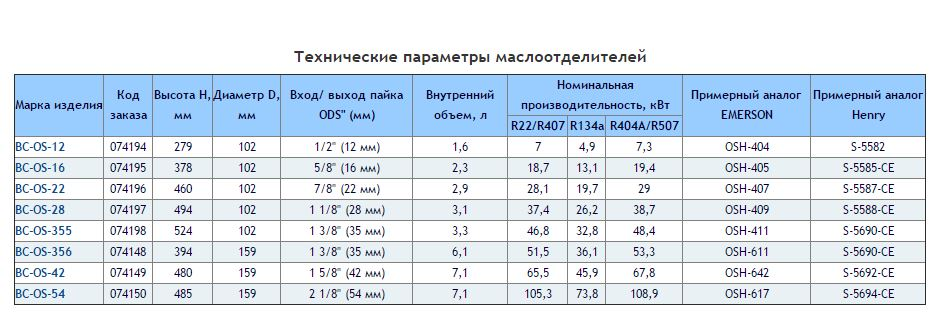 Технические параметры маслоотделителей
Марка изделия Код заказа Высота H, мм Диаметр D, мм Вход/ выход пайка ODS" (мм) Внутренний объем, л Номинальная производительность, кВт Примерный аналог EMERSON Примерный аналог Henry
R22/R407 R134a R404A/R507
BC-OS-12 074194 279 102 1/2" (12 мм) 1,6 7 4,9 7,3 OSH-404 S-5582
BC-OS-16 074195 378 102 5/8" (16 мм) 2,3 18,7 13,1 19,4 OSH-405 S-5585-CE
BC-OS-22 074196 460 102 7/8" (22 мм) 2,9 28,1 19,7 29 OSH-407 S-5587-CE
BC-OS-28 074197 494 102 1 1/8" (28 мм) 3,1 37,4 26,2 38,7 OSH-409 S-5588-CE
BC-OS-355 074198 524 102 1 3/8" (35 мм) 3,3 46,8 32,8 48,4 OSH-411 S-5690-CE
BC-OS-356 074148 394 159 1 3/8" (35 мм) 6,1 51,5 36,1 53,3 OSH-611 S-5690-CE
BC-OS-42 074149 480 159 1 5/8" (42 мм) 7,1 65,5 45,9 67,8 OSH-642 S-5692-CE
BC-OS-54 074150 485 159 2 1/8" (54 мм) 7,1 105,3 73,8 108,9 OSH-617 S-5694-CE